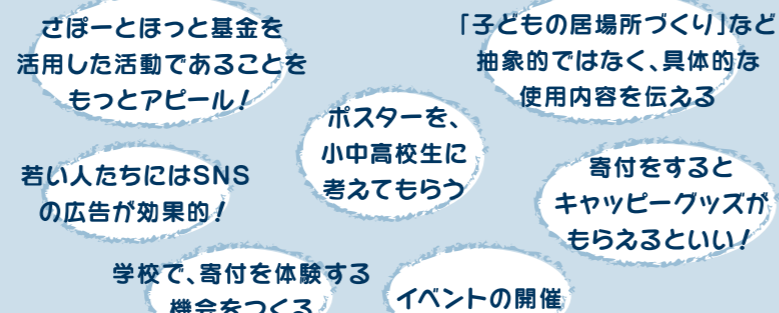 さぽーとほっと基金を
活用した活動であることを
もっとアピール！
「子どもの居場所づくり」など
抽象的ではなく、具体的な
使用内容を伝える
ポスターを、
小中高校生に
考えてもらう
若い人たちにはSNS
の広告が効果的！
寄付をすると
キャッピーグッズが
もらえるといい！
学校で、寄付を体験する
機会をつくる
イベントの開催